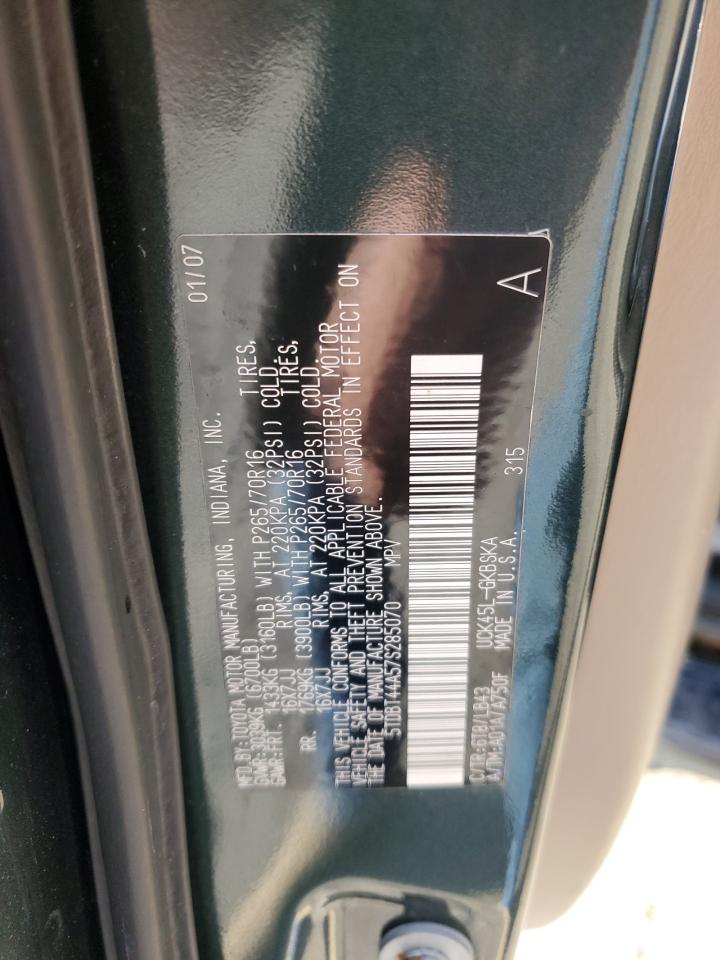 MFD.BY:TOYOTA MOTOR MANUFACTURING, INDIANA, INC. 01/07
GVWR:3039KG(6700LB)
GAWR:FRT. 1433KG (3160LB) WITH P265/70R16 TIRES,
16X7JJ RIMS, AT 220KPA (32PSI) COLD.
RR. 1769KG (3900LB) WITH P265/70R16 TIRES,
16X7JJ RIMS, AT 220KPA (32PSI) COLD.
THIS VEHICLE CONFORMS TO ALL APPLICABLE FEDERAL MOTOR
VEHICLE SAFETY AND THEFT PREVENTION STANDARDS IN EFFECT ON
THE DATE OF MANUFACTURE SHOWN ABOVE.
5TDBT44A57S285070 MPV
C/TR:6T8/LB43 UCK45L-GKBSKA
A/TM:A01A/A750F MADE IN U.S.A. 315 A